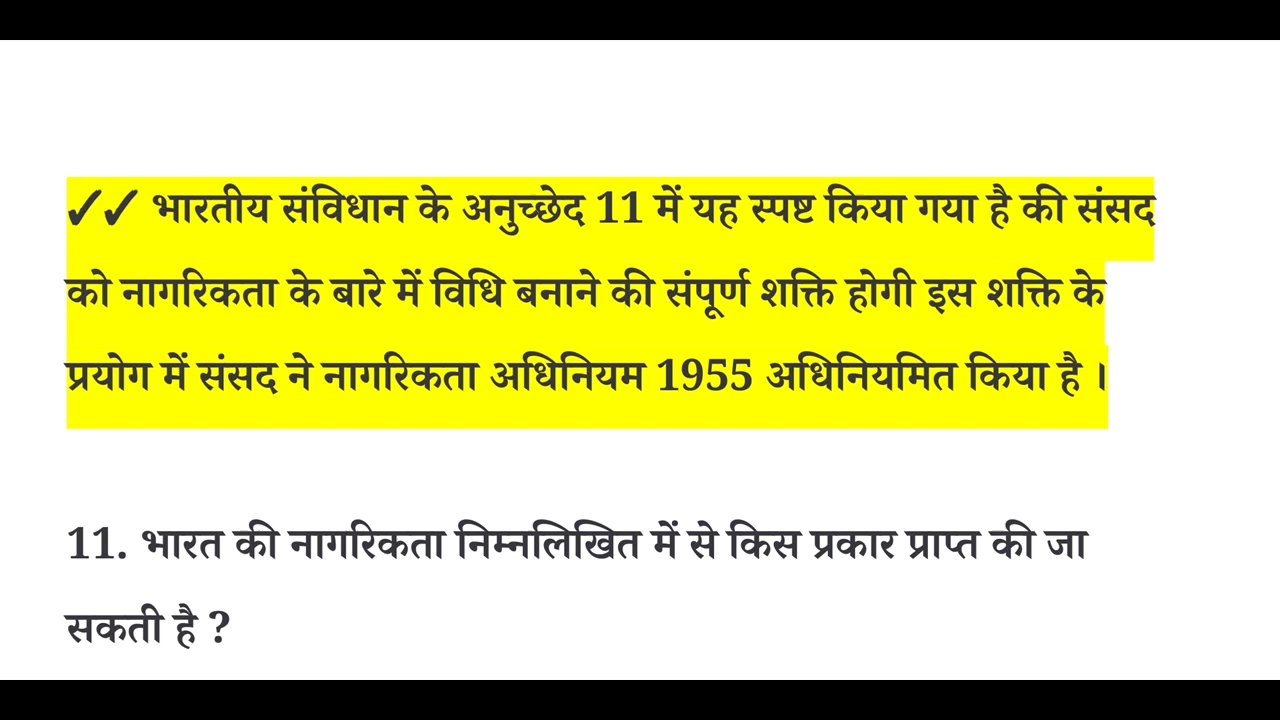 ✓✓ भारतीय संविधान के अनुच्छेद 11 में यह स्पष्ट किया गया है की संसद
को नागरिकता के बारे में विधि बनाने की संपूर्ण शक्ति होगी इस शक्ति के
प्रयोग में संसद ने नागरिकता अधिनियम 1955 अधिनियमित किया है ।
11. भारत की नागरिकता निम्नलिखित में से किस प्रकार प्राप्त की जा
सकती है ?